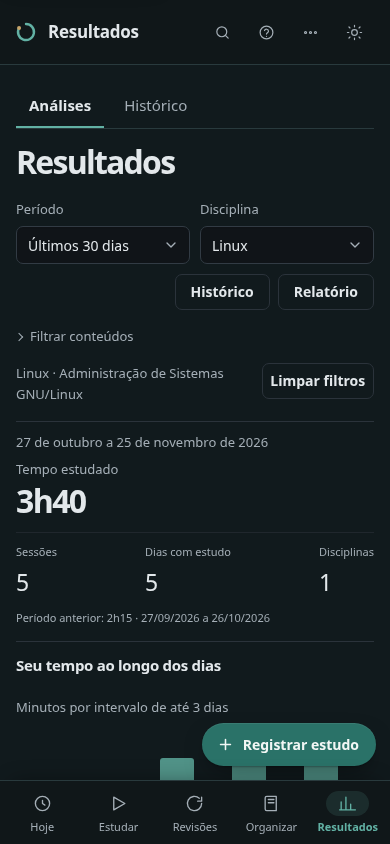 Resultados
Análises Histórico
Resultados
Período Disciplina
Últimos 30 dias Linux
Histórico Relatório
Filtrar conteúdos
Linux · Administração de Sistemas
GNU/Linux
Limpar filtros
27 de outubro a 25 de novembro de 2026
Tempo estudado
3h40
Sessões Dias com estudo Disciplinas
5 5 1
Período anterior: 2h15 · 27/09/2026 a 26/10/2026
Seu tempo ao longo dos dias
Minutos por intervalo de até 3 dias
Registrar estudo
Hoje Estudar Revisões Organizar Resultados